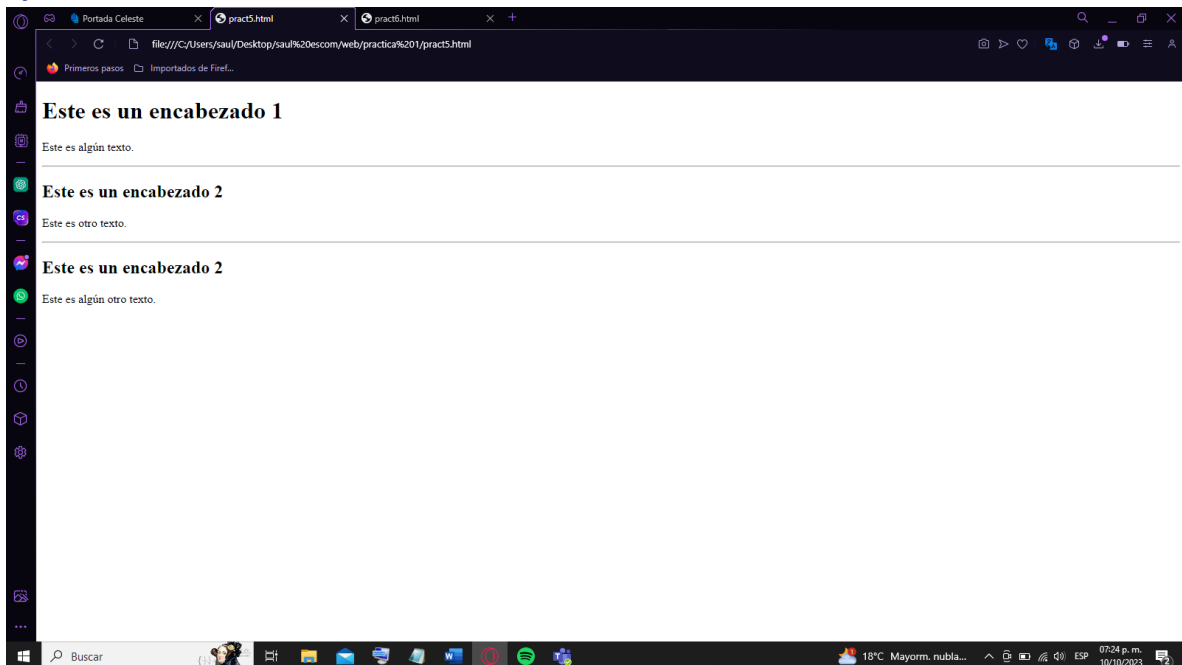 Portada Celeste
pract5.html
pract6.html
file:///C:/Users/saul/Desktop/saul%20escom/web/practica%201/pract5.html
Primeros pasos
Importados de Firef...
Este es un encabezado 1
Este es algún texto.
Este es un encabezado 2
Este es otro texto.
Este es un encabezado 2
Este es algún otro texto.
CS
Buscar
18°C Mayorm. nubla...
ESP
07:24 p. m.
10/10/2023
2